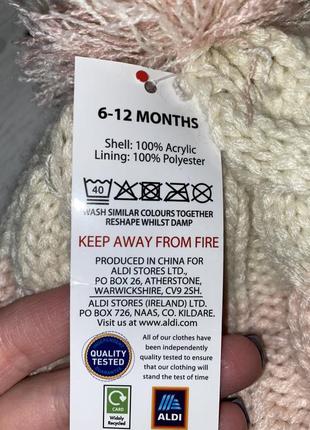 6-12 MONTHS
Shell: 100% Acrylic
Lining: 100% Polyester
40
WASH SIMILAR COLOURS TOGETHER
RESHAPE WHILST DAMP
KEEP AWAY FROM FIRE
PRODUCED IN CHINA FOR
ALDI STORES LTD.,
PO BOX 26, ATHERSTONE,
WARWICKSHIRE, CV9 2SH.
ALDI STORES (IRELAND) LTD.
PO BOX 726, NAAS, CO. KILDARE.
Visit us at www.aldi.com
QUALITY
TESTED
All of our clothes have
been independently quality
tested to ensure
that our clothing will
stand the test of time
CARD
Widely
Recycled
ALDI